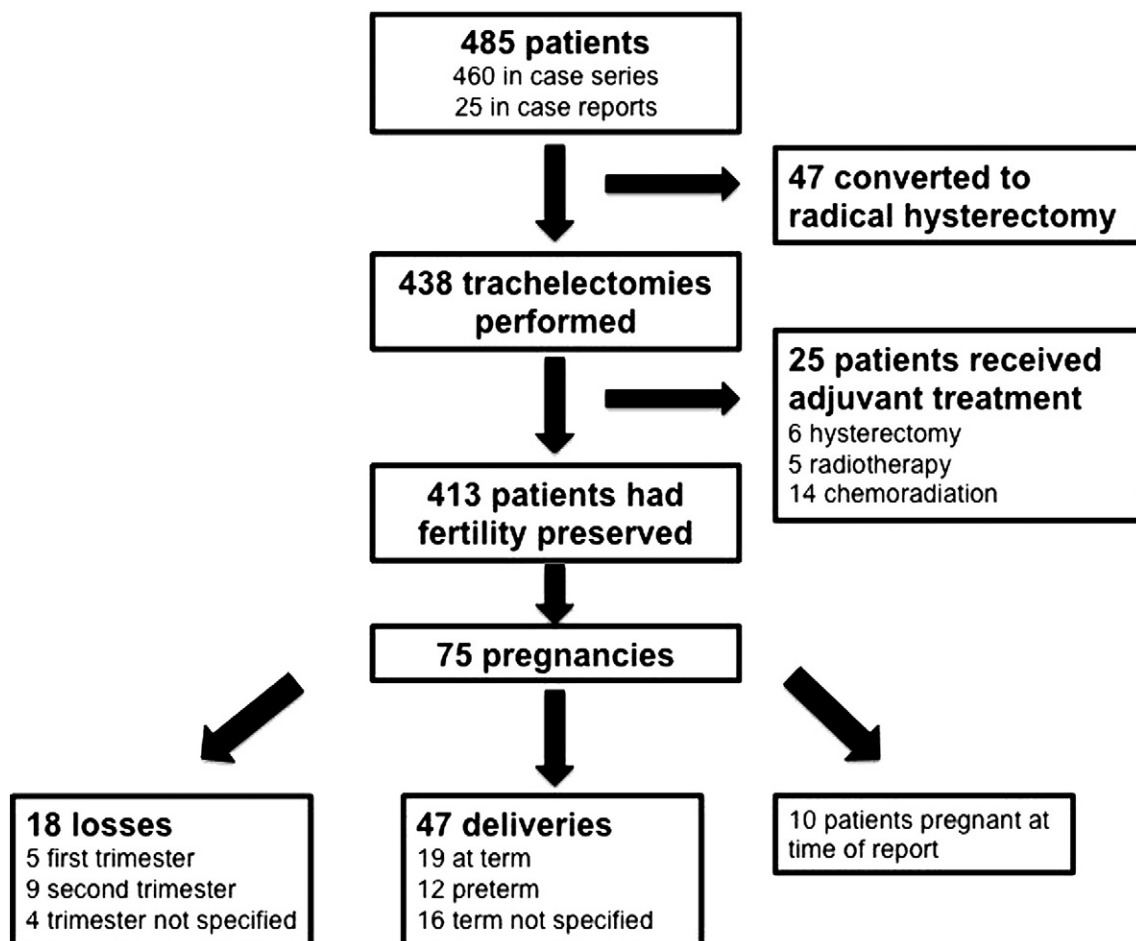 485 patients
460 in case series
25 in case reports
47 converted to
radical hysterectomy
438 trachelectomies
performed
25 patients received
adjuvant treatment
6 hysterectomy
5 radiotherapy
14 chemoradiation
413 patients had
fertility preserved
75 pregnancies
18 losses
5 first trimester
9 second trimester
4 trimester not specified
47 deliveries
19 at term
12 preterm
16 term not specified
10 patients pregnant at
time of report